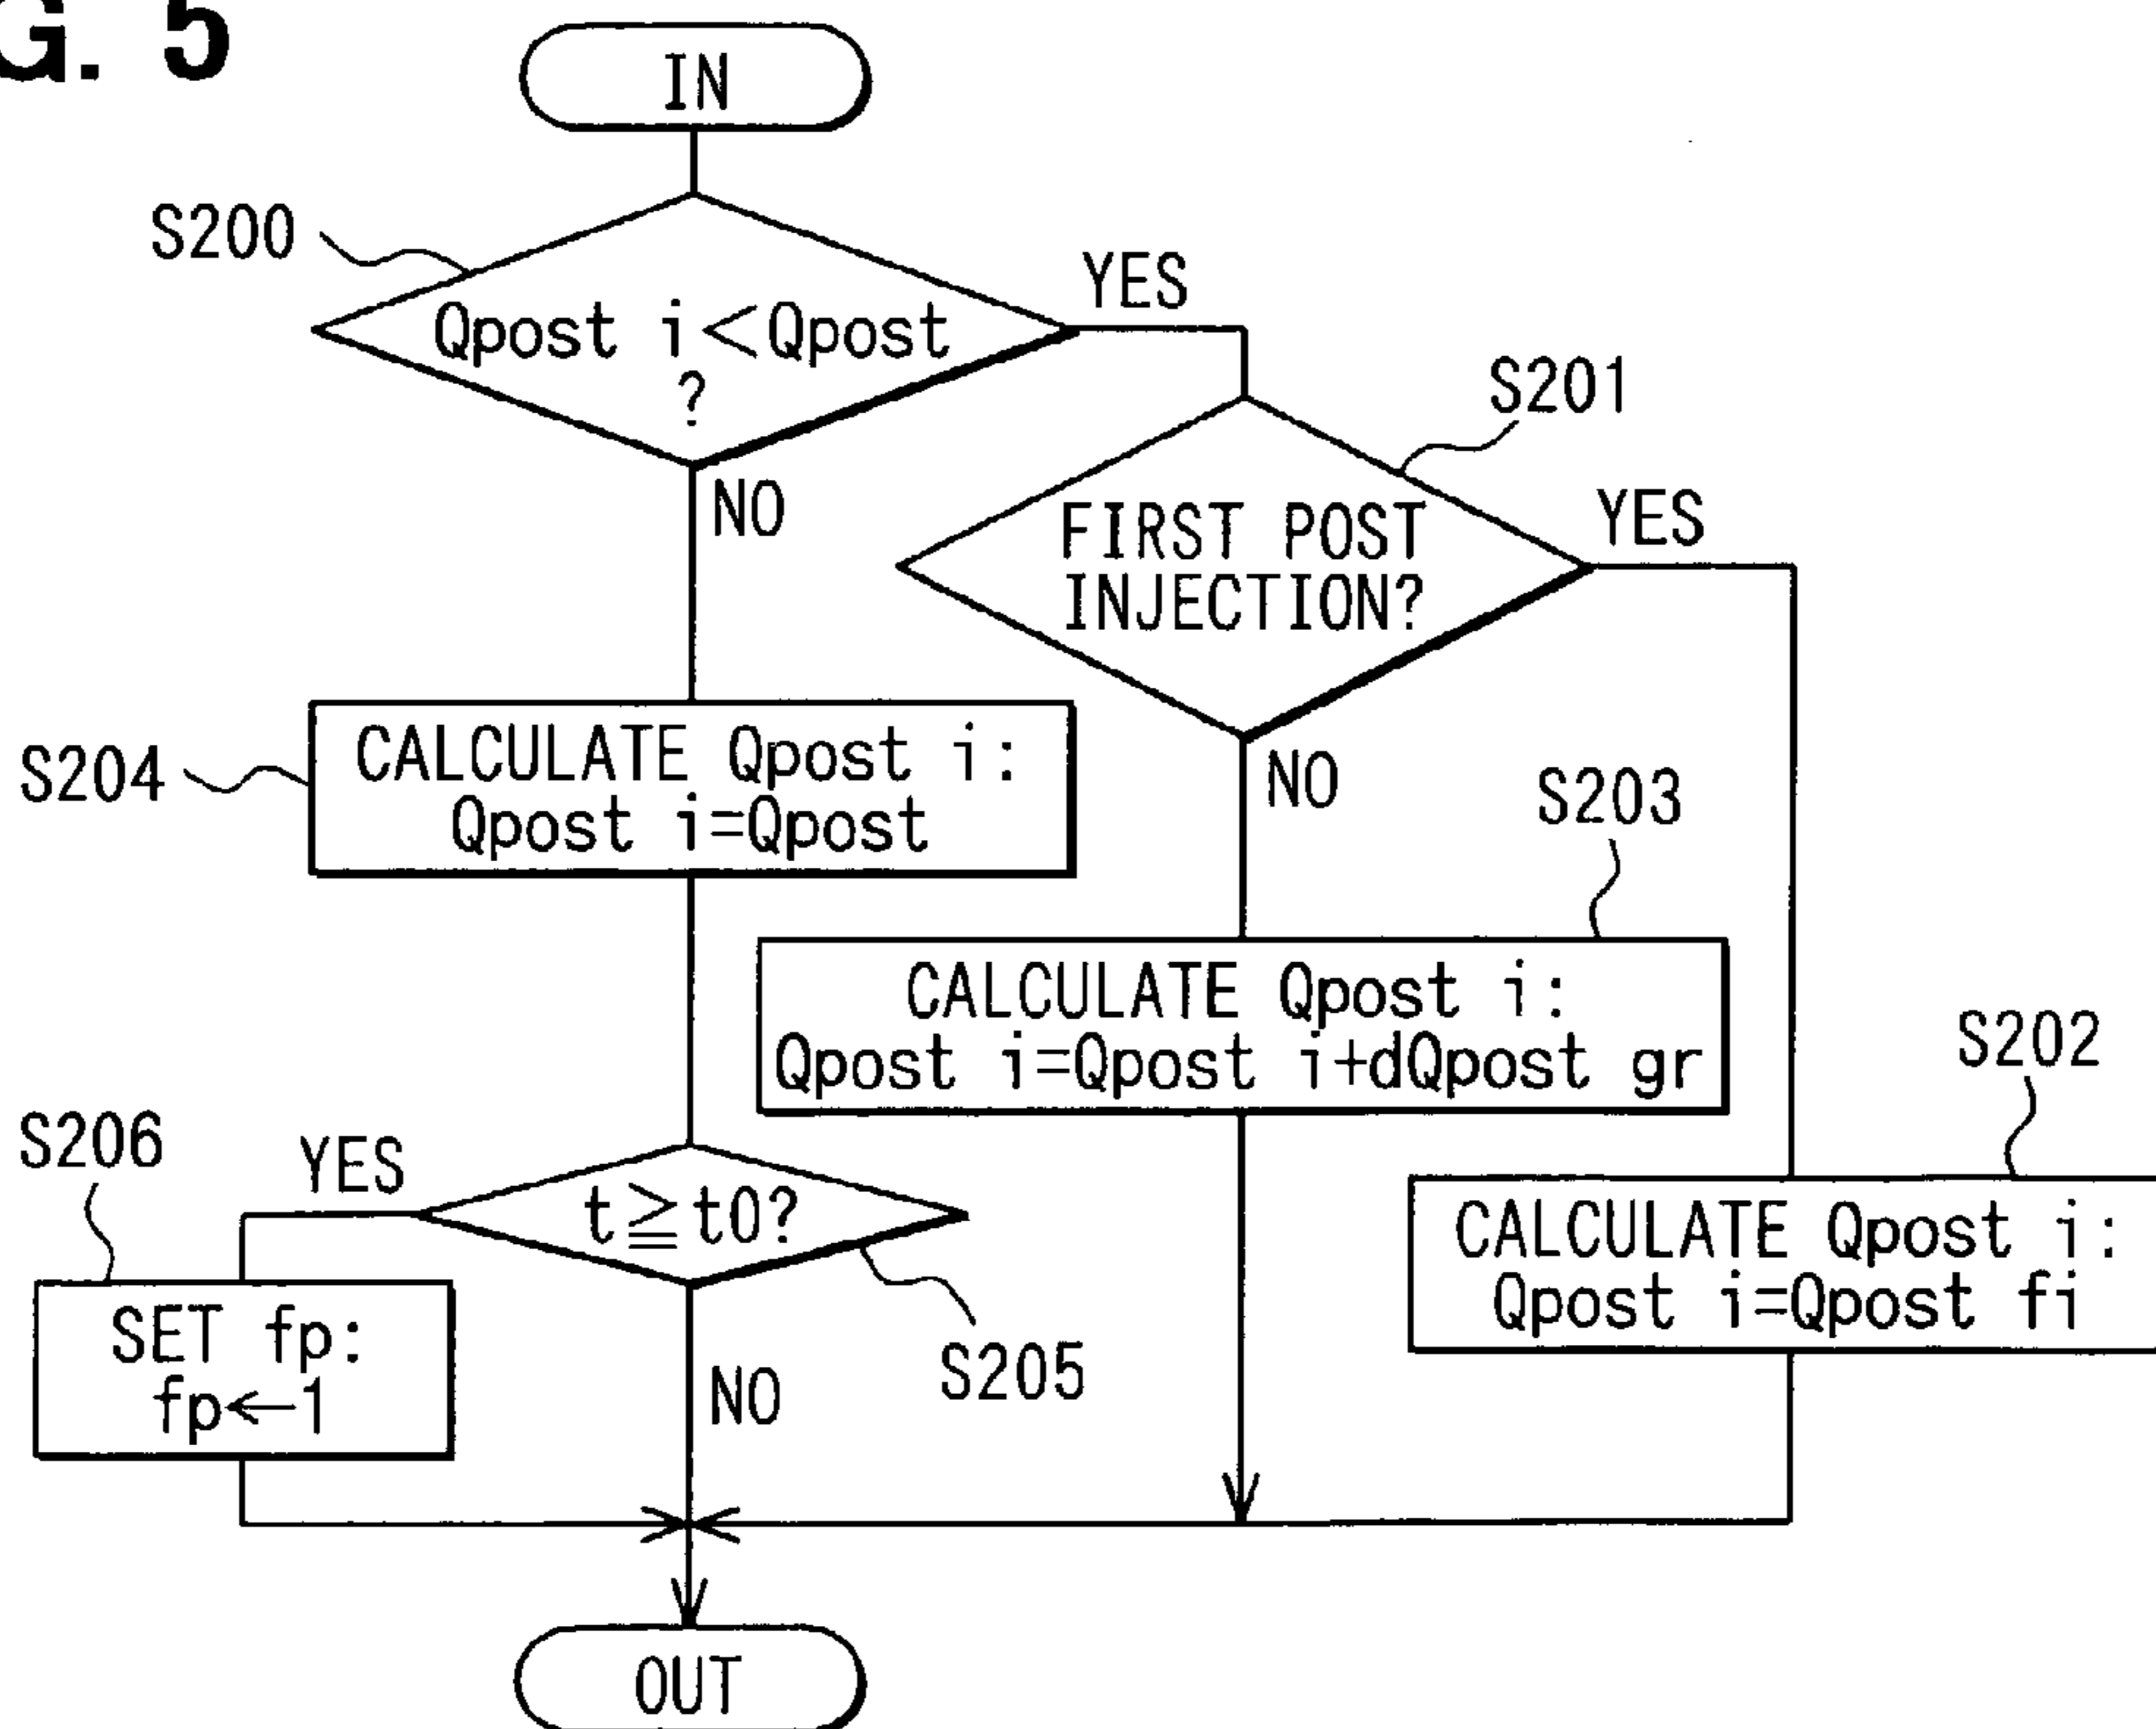 G. 5
IN
S200
Qpost i<Qpost
?
YES
NO
S201
FIRST POST
INJECTION?
YES
NO
S204
CALCULATE Qpost i:
Qpost i=Qpost
S203
CALCULATE Qpost i:
Qpost i=Qpost i+dQpost gr
S202
CALCULATE Qpost i:
Qpost i=Qpost fi
S206
YES
t≧t0?
S205
NO
SET fp:
fp←1
OUT